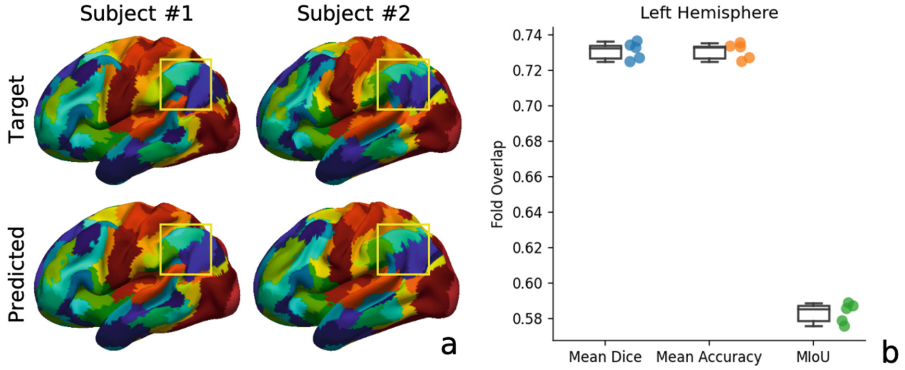 Subject #1
Subject #2
Target
Predicted
a
Left Hemisphere
Fold Overlap
0.74
0.72
0.70
0.68
0.66
0.64
0.62
0.60
0.58
Mean Dice
Mean Accuracy
MIoU
b